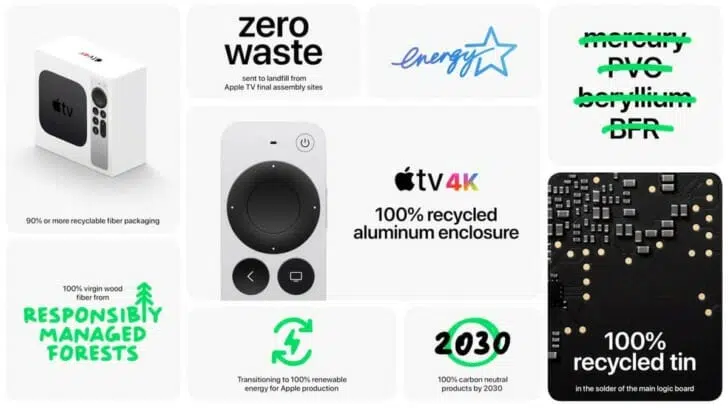 tv
90% or more recyclable fiber packaging
zero
waste
sent to landfill from
Apple TV final assembly sites
energy
mercury
PVC
beryllium
BFR
tv 4K
100% recycled
aluminum enclosure
100% virgin wood
fiber from
RESPONSIBLY
MANAGED
FORESTS
Transitioning to 100% renewable
energy for Apple production
2030
100% carbon neutral
products by 2030
100%
recycled tin
in the solder of the main logic board